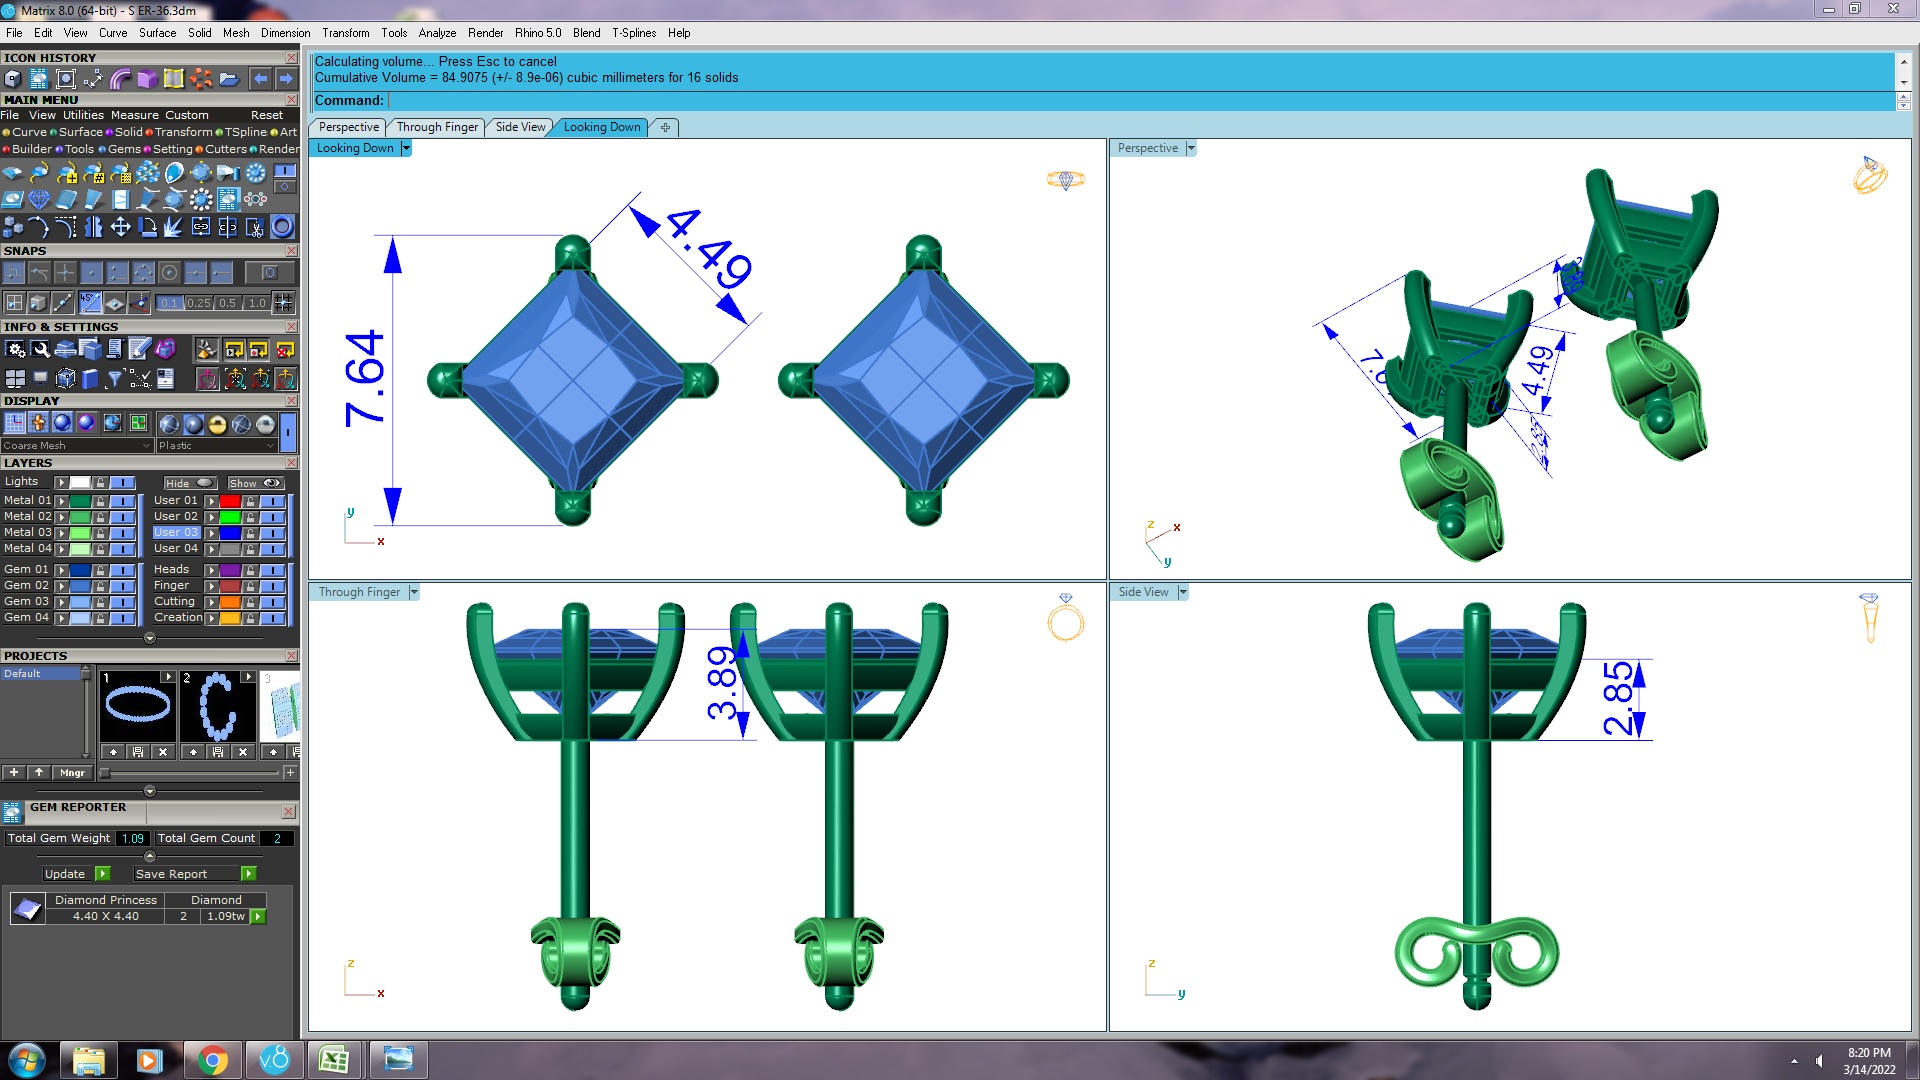 Matrix 8.0 (64-bit) - S ER-36.3dm
File Edit View Curve Surface Solid Mesh Dimension Transform Tools Analyze Render Rhino 5.0 Blend T-Splines Help
ICON HISTORY
MAIN MENU
File View Utilities Measure Custom Reset
Curve Surface Solid Transform TSpline Art
Builder Tools Gems Setting Cutters Render
SNAPS
45°
0.1 0.25 0.5 1.0
INFO & SETTINGS
DISPLAY
Coarse Mesh Plastic
LAYERS
Lights Hide Show
Metal 01 User 01
Metal 02 User 02
Metal 03 User 03
Metal 04 User 04
Gem 01 Heads
Gem 02 Finger
Gem 03 Cutting
Gem 04 Creation
PROJECTS
Default
1 2 3
Mngr
GEM REPORTER
Total Gem Weight 1.09 Total Gem Count 2
Update Save Report
Diamond Princess Diamond
4.40 X 4.40 2 1.09tw
Calculating volume... Press Esc to cancel
Cumulative Volume = 84.9075 (+/- 8.9e-06) cubic millimeters for 16 solids
Command:
Perspective Through Finger Side View Looking Down
Looking Down
4.49
7.64
y
x
Perspective
7.6
4.49
z
x
y
Through Finger
3.89
z
x
Side View
2.85
z
y
v8
8:20 PM
3/14/2022